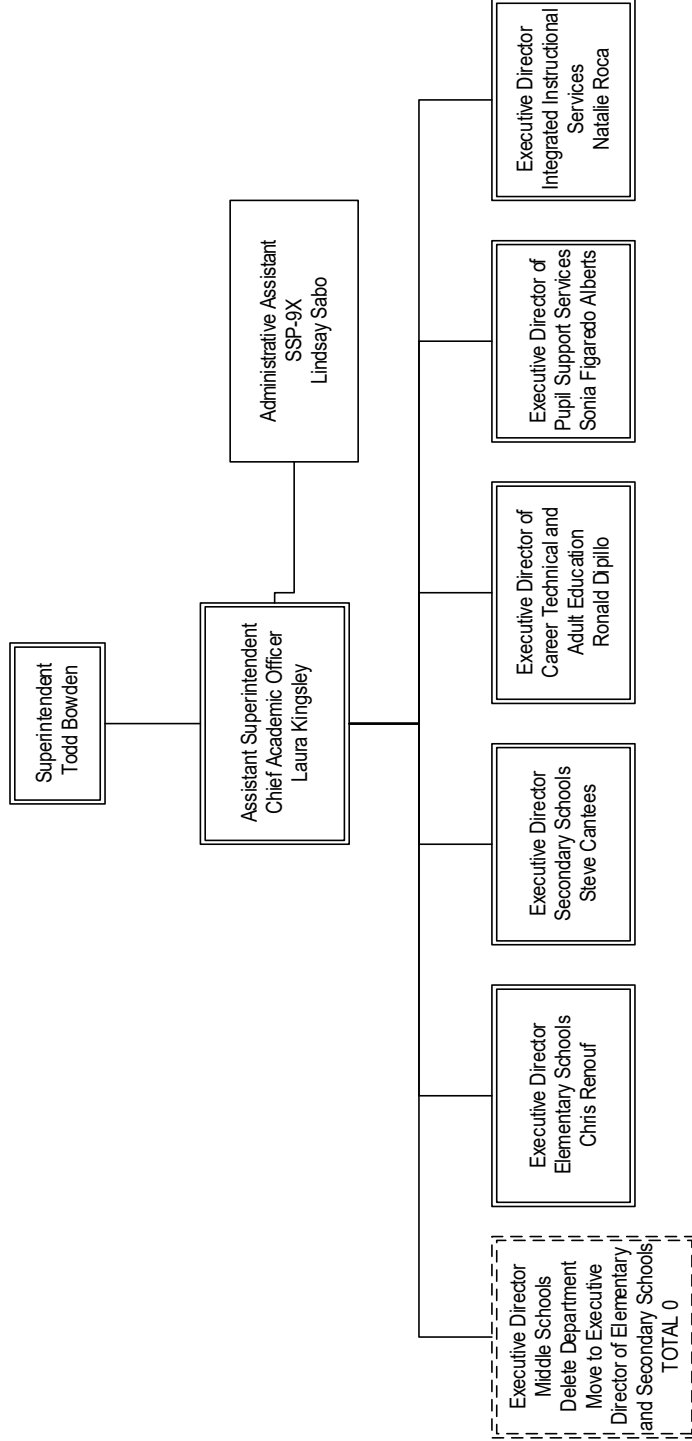 Superintendent
Todd Bowden
Assistant Superintendent
Chief Academic Officer
Laura Kingsley
Administrative Assistant
SSP-9X
Lindsay Sabo
Executive Director
Middle Schools
Delete Department
Move to Executive
Director of Elementary
and Secondary Schools
TOTAL 0
Executive Director
Elementary Schools
Chris Renouf
Executive Director
Secondary Schools
Steve Cantees
Executive Director of
Career Technical and
Adult Education
Ronald Dipillo
Executive Director of
Pupil Support Services
Sonia Figaredo Alberts
Executive Director
Integrated Instructional
Services
Natalie Roca